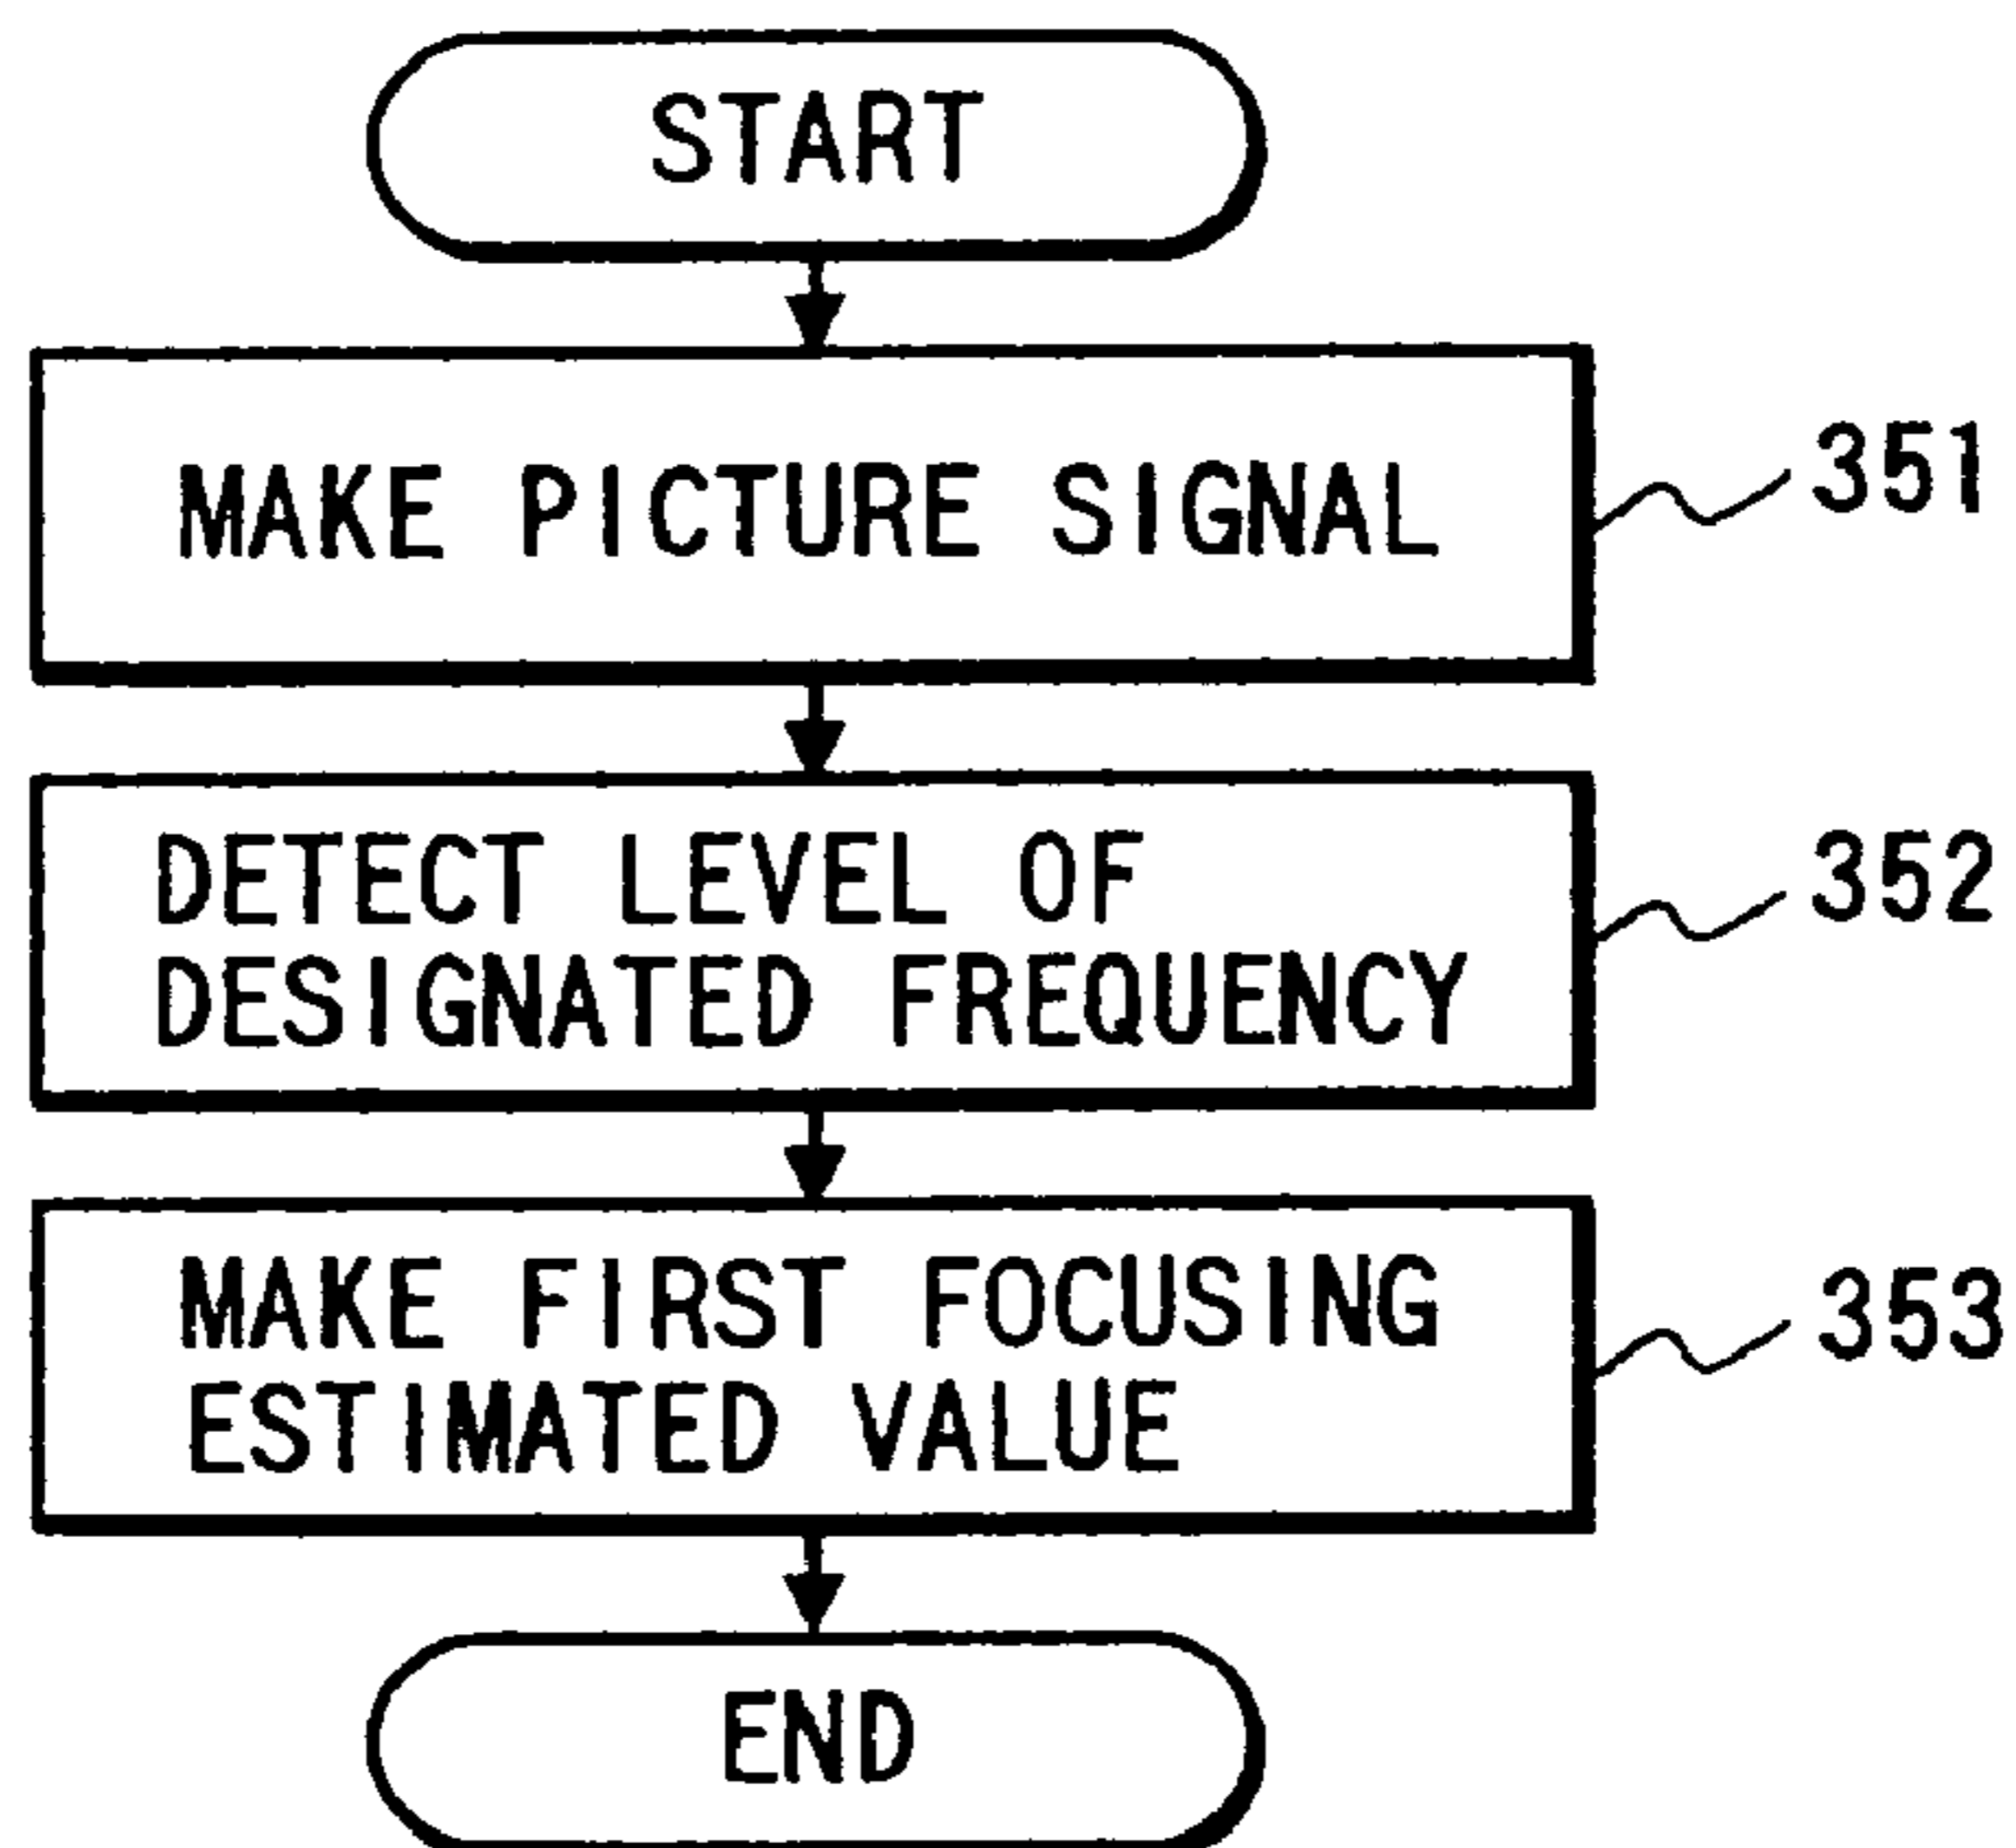 START
MAKE PICTURE SIGNAL
351
DETECT LEVEL OF
DESIGNATED FREQUENCY
352
MAKE FIRST FOCUSING
ESTIMATED VALUE
353
END